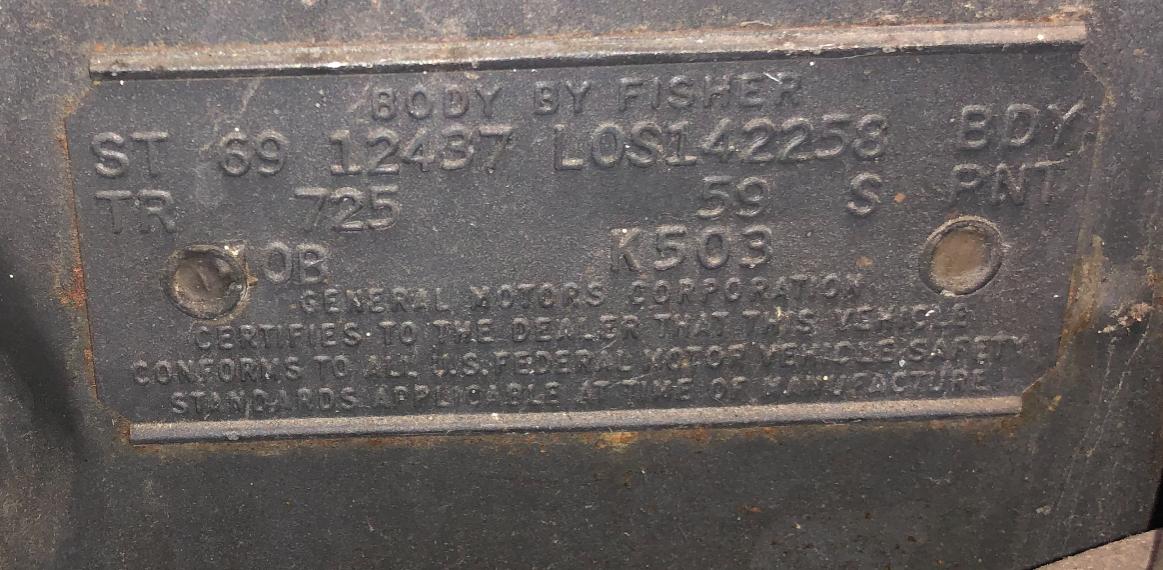 BODY BY FISHER
ST 69 12437 LOS142258 BDY
TR 725 59 S PNT
10B K503
GENERAL MOTORS CORPORATION
CERTIFIES TO THE DEALER THAT THIS VEHICLE
CONFORMS TO ALL U.S. FEDERAL MOTOR VEHICLE SAFETY
STANDARDS APPLICABLE AT TIME OF MANUFACTURE